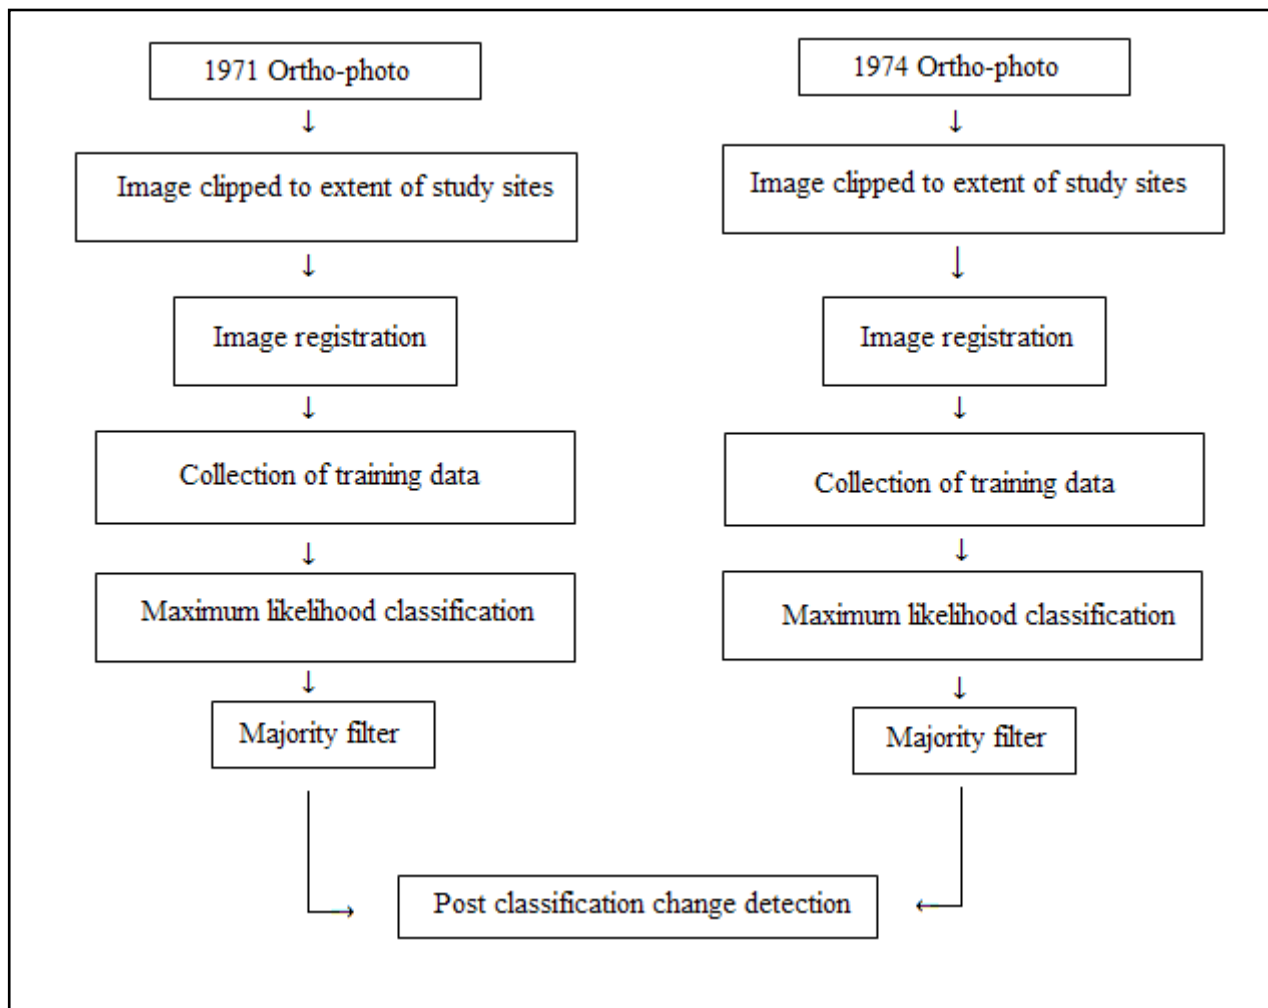 1971 Ortho-photo
Image clipped to extent of study sites
Image registration
Collection of training data
Maximum likelihood classification
Majority filter
1974 Ortho-photo
Image clipped to extent of study sites
Image registration
Collection of training data
Maximum likelihood classification
Majority filter
Post classification change detection